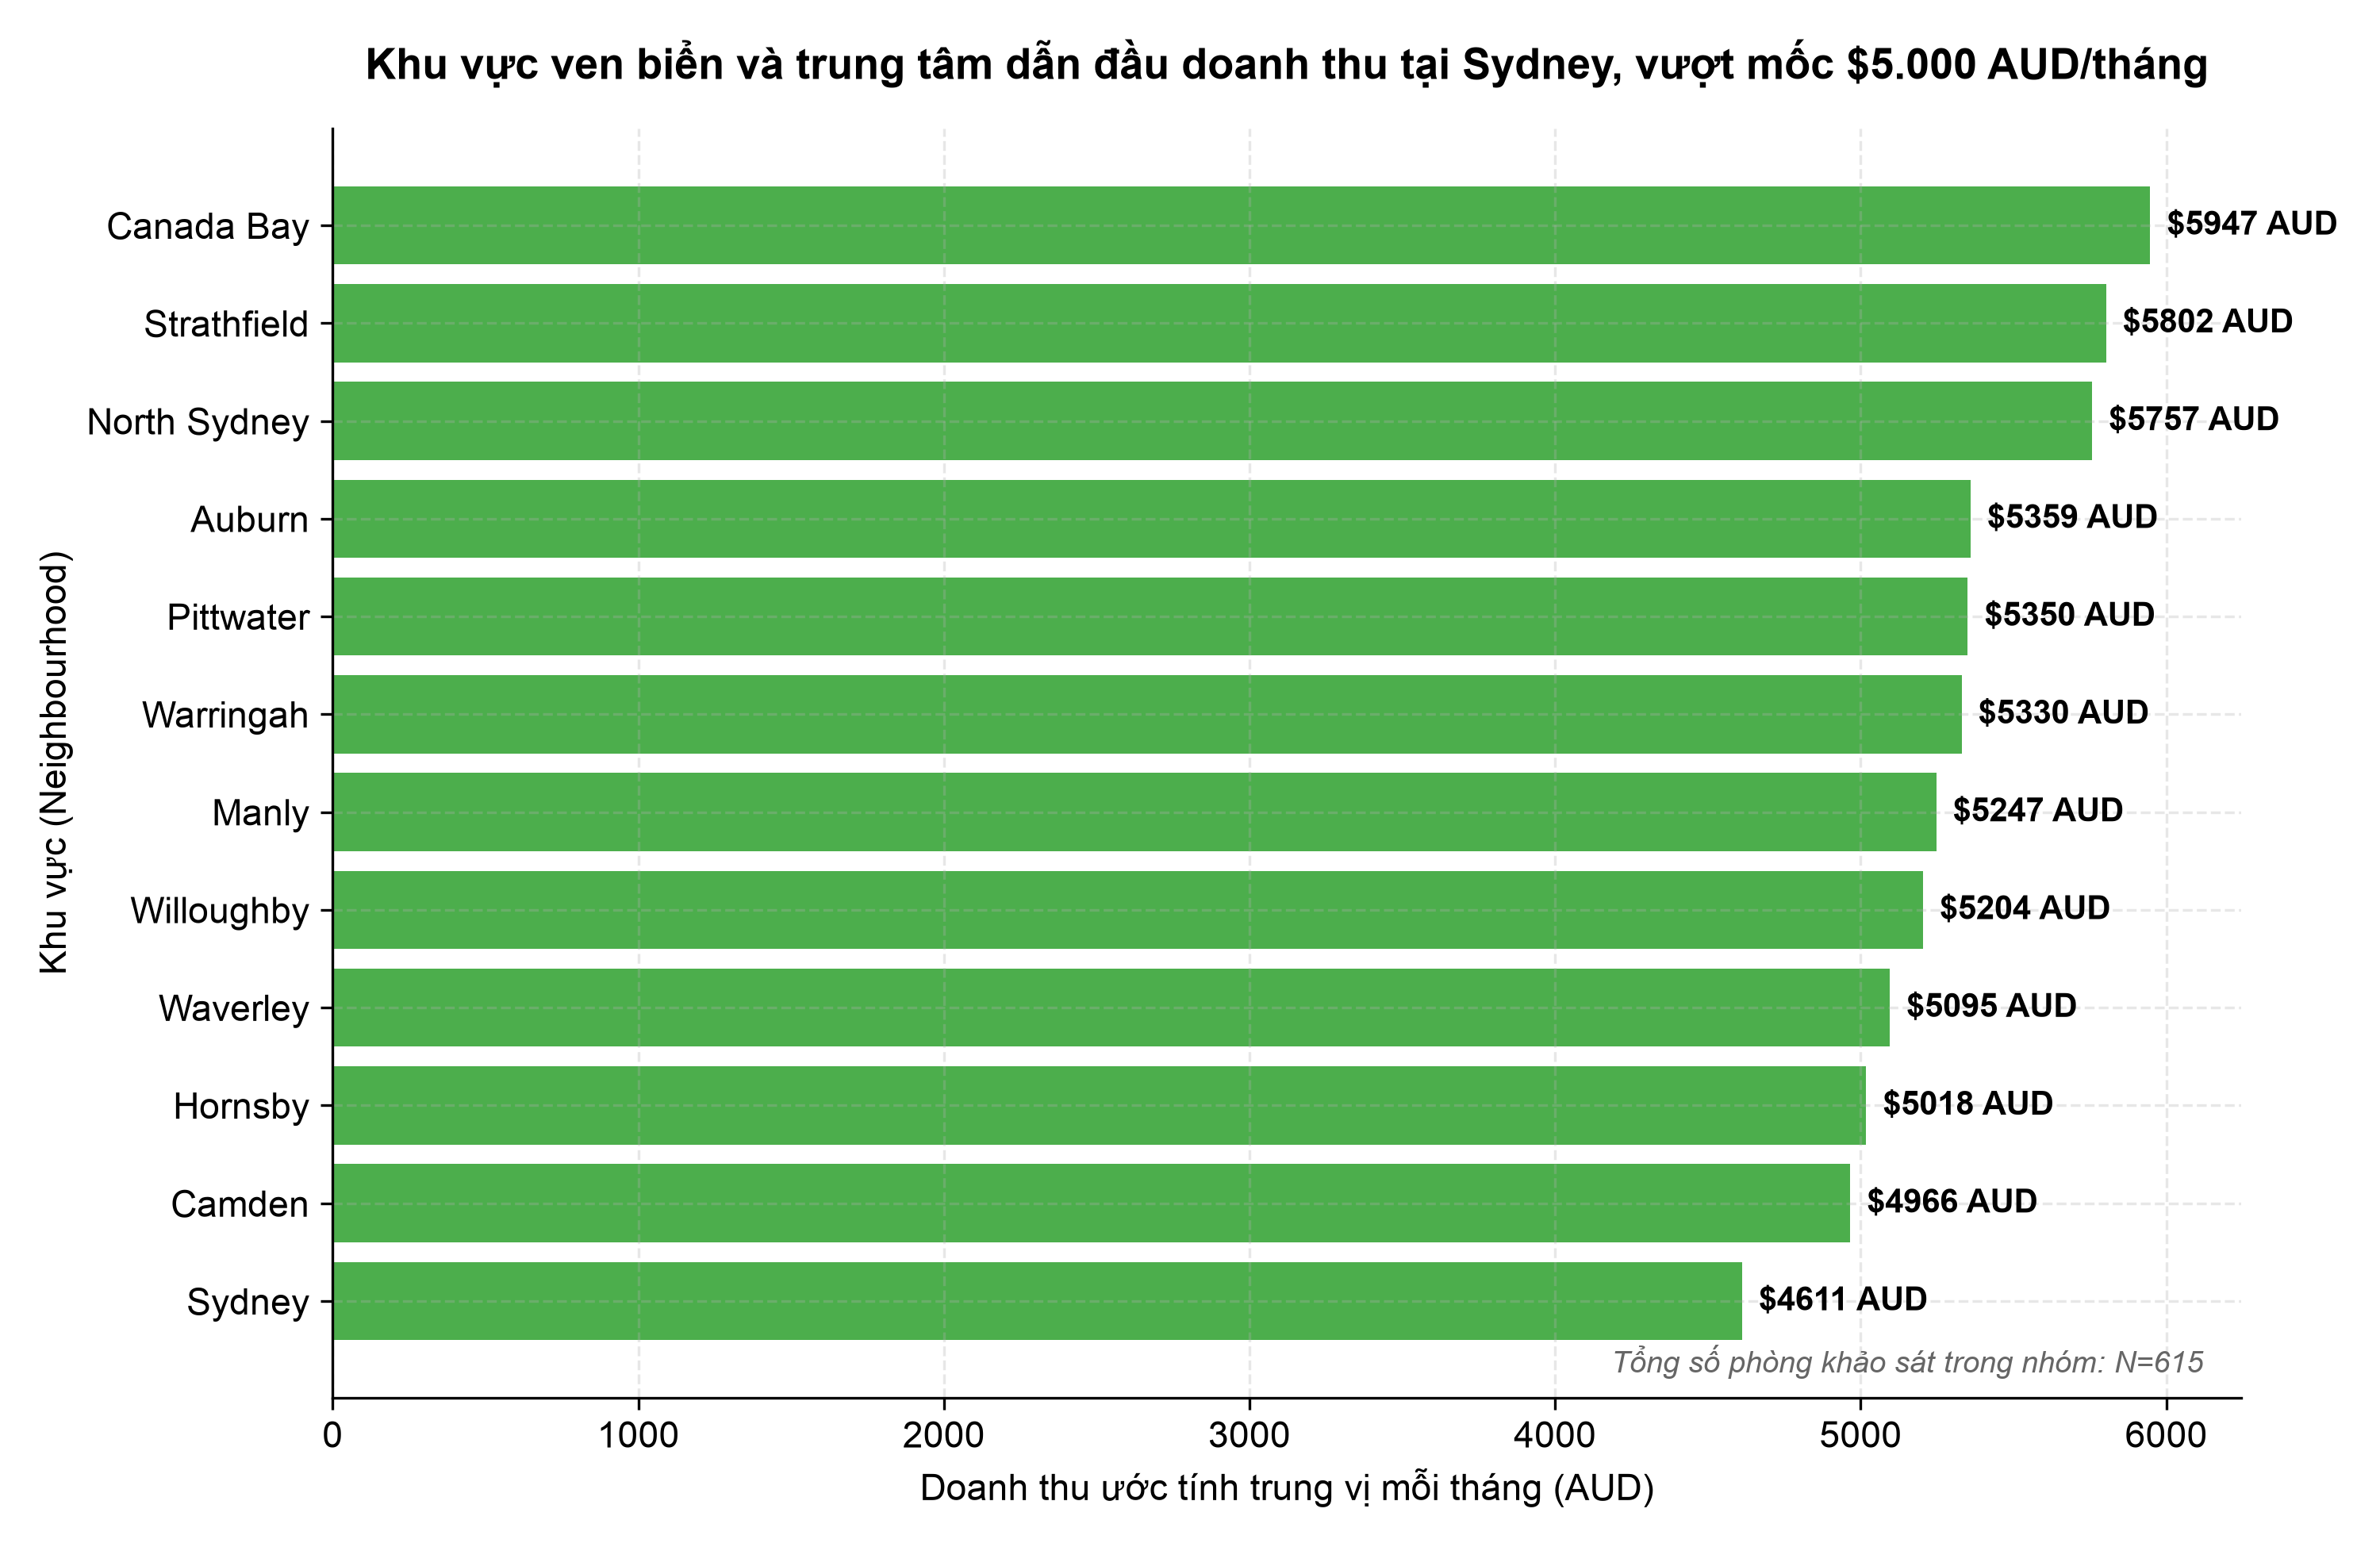 Khu vực ven biển và trung tâm dẫn đầu doanh thu tại Sydney, vượt mốc $5.000 AUD/tháng
Khu vực (Neighbourhood)
Canada Bay $5947 AUD
Strathfield $5802 AUD
North Sydney $5757 AUD
Auburn $5359 AUD
Pittwater $5350 AUD
Warringah $5330 AUD
Manly $5247 AUD
Willoughby $5204 AUD
Waverley $5095 AUD
Hornsby $5018 AUD
Camden $4966 AUD
Sydney $4611 AUD
Tổng số phòng khảo sát trong nhóm: N=615
0 1000 2000 3000 4000 5000 6000
Doanh thu ước tính trung vị mỗi tháng (AUD)